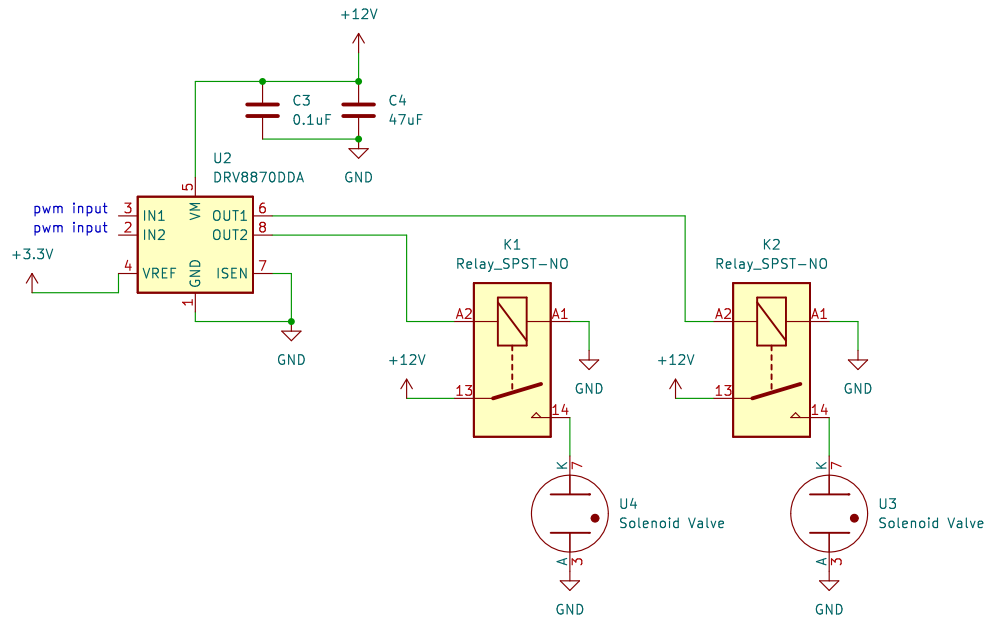 +12V
C3
0.1uF
C4
47uF
GND
U2
DRV8870DDA
5
VM
pwm input
3
IN1
OUT1
6
pwm input
2
IN2
OUT2
8
+3.3V
4
VREF
ISEN
7
GND
1
GND
K1
Relay_SPST-NO
A2
A1
+12V
GND
13
14
K
7
U4
Solenoid Valve
A
3
GND
K2
Relay_SPST-NO
A2
A1
+12V
GND
13
14
K
7
U3
Solenoid Valve
A
3
GND